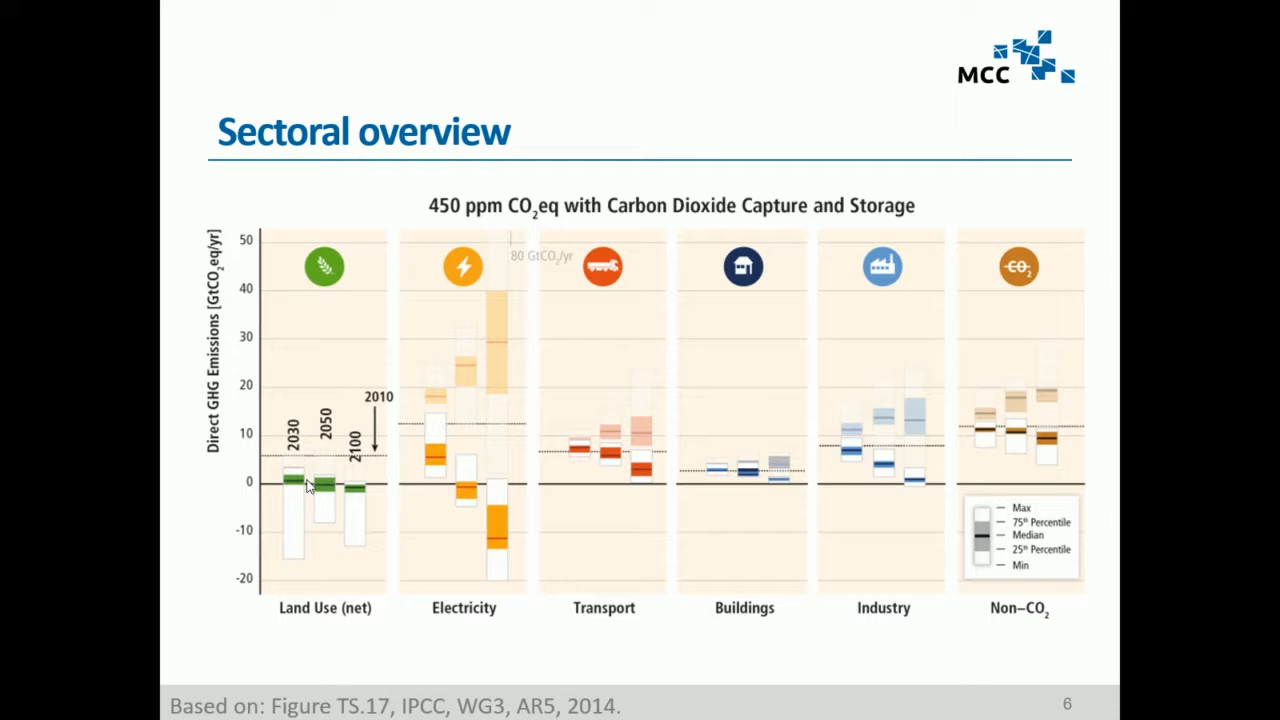 MCC
Sectoral overview
450 ppm CO2eq with Carbon Dioxide Capture and Storage
Direct GHG Emissions [GtCO2eq/yr]
50
40
30
20
10
0
-10
-20
80 GtCO2/yr
CO2
2030
2050
2100
2010
Max
75th Percentile
Median
25th Percentile
Min
Land Use (net)
Electricity
Transport
Buildings
Industry
Non–CO2
Based on: Figure TS.17, IPCC, WG3, AR5, 2014.
6